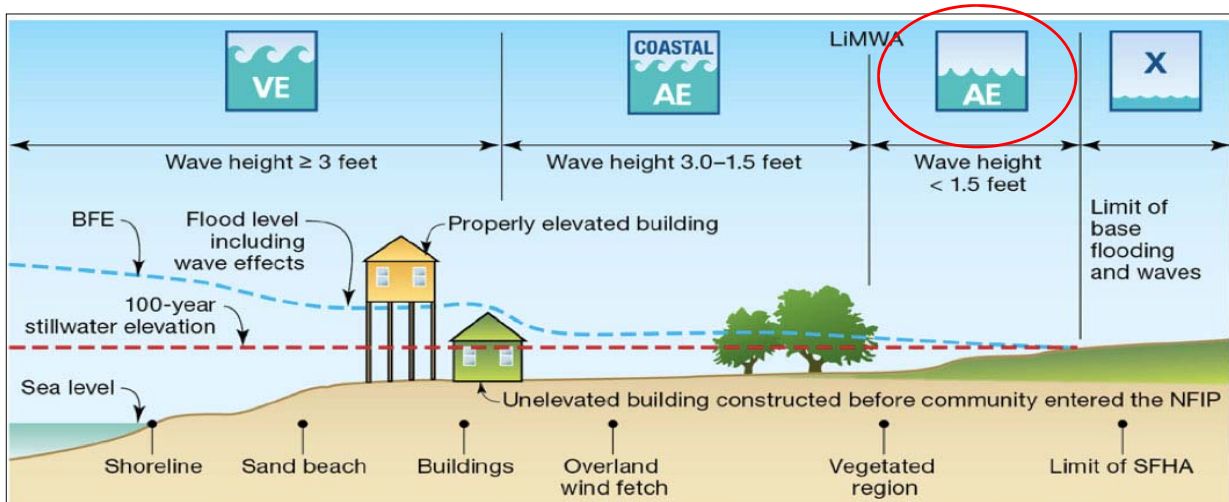 VE
COASTAL
AE
LiMWA
AE
X
Wave height ≥ 3 feet
Wave height 3.0–1.5 feet
Wave height
< 1.5 feet
BFE
Flood level
including
wave effects
Properly elevated building
Limit of
base
flooding
and waves
100-year
stillwater elevation
Sea level
Unelevated building constructed before community entered the NFIP
Shoreline
Sand beach
Buildings
Overland
wind fetch
Vegetated
region
Limit of SFHA